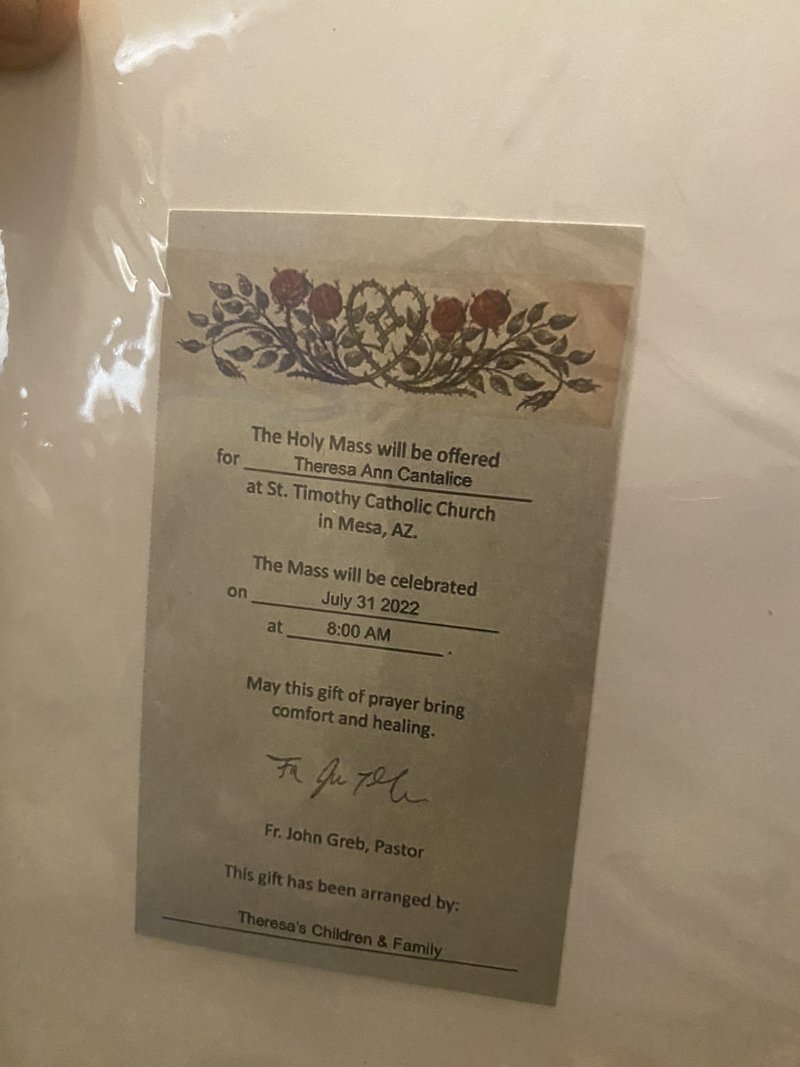 The Holy Mass will be offered
for Theresa Ann Cantalice
at St. Timothy Catholic Church
in Mesa, AZ.
The Mass will be celebrated
on July 31 2022
at 8:00 AM.
May this gift of prayer bring
comfort and healing.
Fr. John Greb, Pastor
This gift has been arranged by:
Theresa's Children & Family